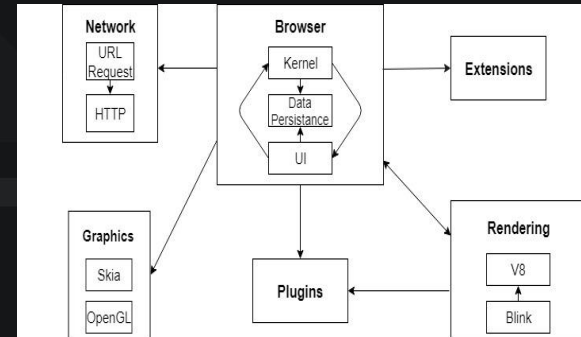 Network
URL
Request
HTTP
Browser
Kernel
Data
Persistance
UI
Extensions
Graphics
Skia
OpenGL
Plugins
Rendering
V8
Blink